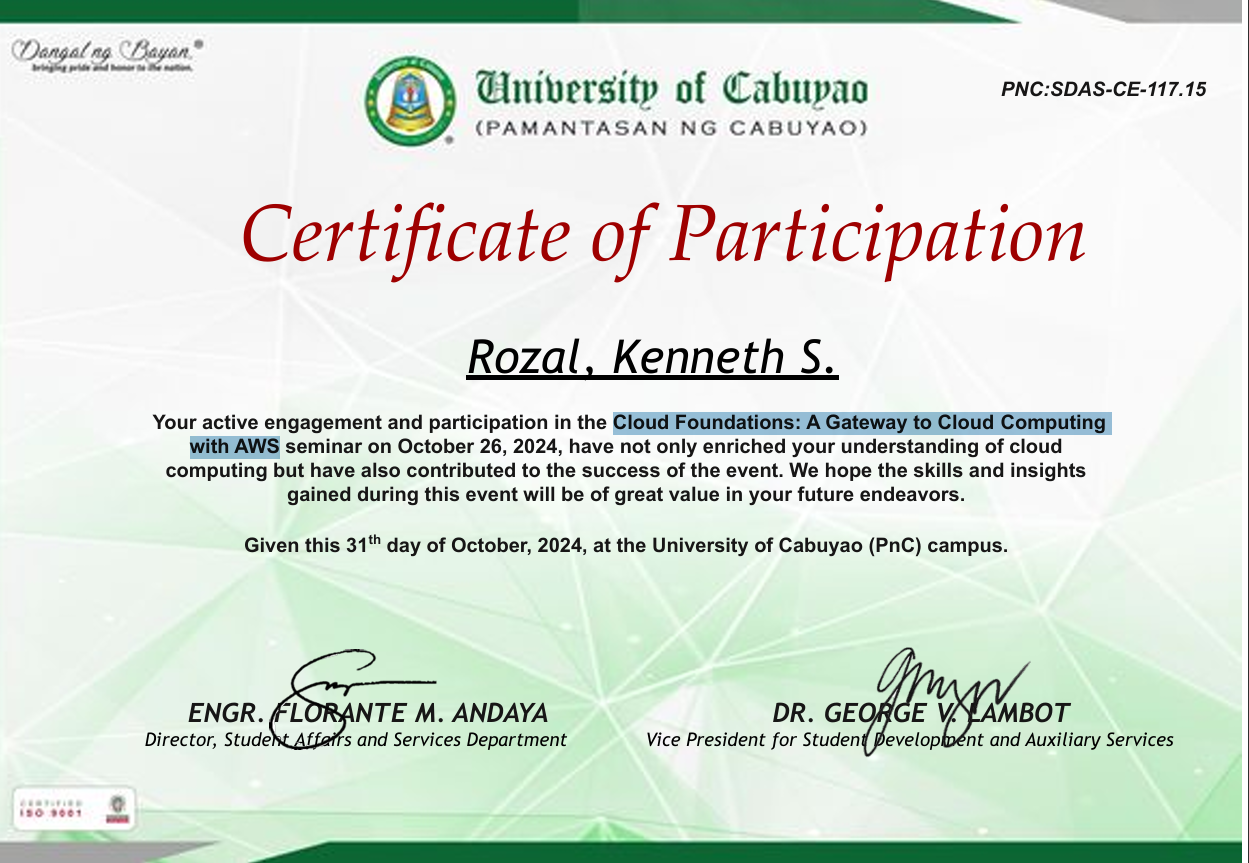 Dangal ng Bayan.®
bringing pride and honor to the nation.
University of Cabuyao
(PAMANTASAN NG CABUYAO)
PNC:SDAS-CE-117.15
Certificate of Participation
Rozal, Kenneth S.
Your active engagement and participation in the Cloud Foundations: A Gateway to Cloud Computing
with AWS seminar on October 26, 2024, have not only enriched your understanding of cloud
computing but have also contributed to the success of the event. We hope the skills and insights
gained during this event will be of great value in your future endeavors.
Given this 31th day of October, 2024, at the University of Cabuyao (PnC) campus.
ENGR. FLORANTE M. ANDAYA
Director, Student Affairs and Services Department
DR. GEORGE V. LAMBOT
Vice President for Student Development and Auxiliary Services
CERTIFIED
ISO 9001